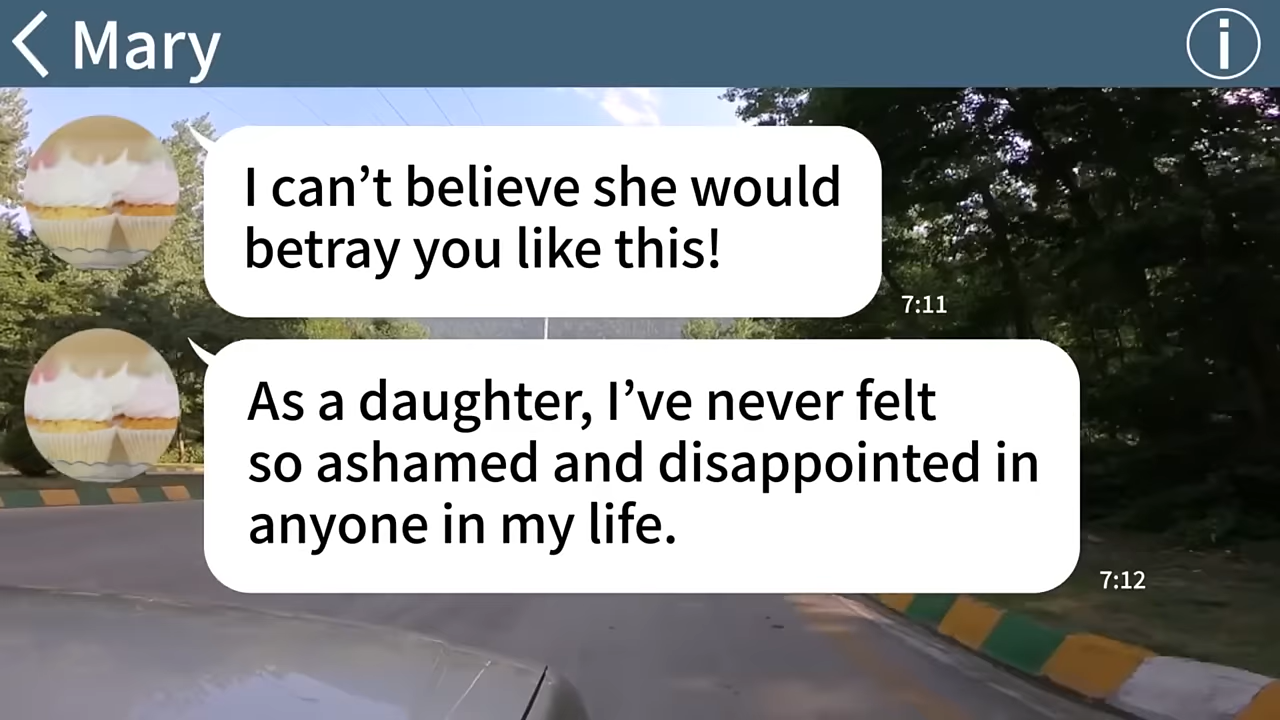 Mary
i
I can’t believe she would
betray you like this!
7:11
As a daughter, I’ve never felt
so ashamed and disappointed in
anyone in my life.
7:12